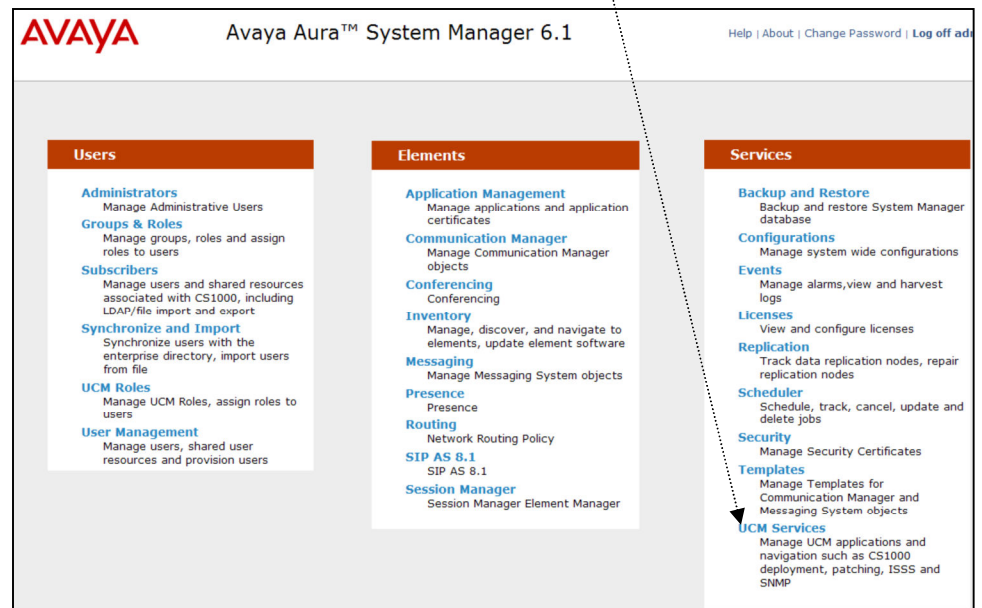 AVAYA
Avaya Aura™ System Manager 6.1
Help | About | Change Password | Log off
Users
Administrators
Manage Administrative Users
Groups & Roles
Manage groups, roles and assign
roles to users
Subscribers
Manage users and shared resources
associated with CS1000, including
LDAP/file import and export
Synchronize and Import
Synchronize users with the
enterprise directory, import users
from file
UCM Roles
Manage UCM Roles, assign roles to
users
User Management
Manage users, shared user
resources and provision users
Elements
Application Management
Manage applications and application
certificates
Communication Manager
Manage Communication Manager
objects
Conferencing
Conferencing
Inventory
Manage, discover, and navigate to
elements, update element software
Messaging
Manage Messaging System objects
Presence
Presence
Routing
Network Routing Policy
SIP AS 8.1
SIP AS 8.1
Session Manager
Session Manager Element Manager
Services
Backup and Restore
Backup and restore System Manager
database
Configurations
Manage system wide configurations
Events
Manage alarms,view and harvest
logs
Licenses
View and configure licenses
Replication
Track data replication nodes, repair
replication nodes
Scheduler
Schedule, track, cancel, update and
delete jobs
Security
Manage Security Certificates
Templates
Manage Templates for
Communication Manager and
Messaging System objects
UCM Services
Manage UCM applications and
navigation such as CS1000
deployment, patching, ISSS and
SNMP